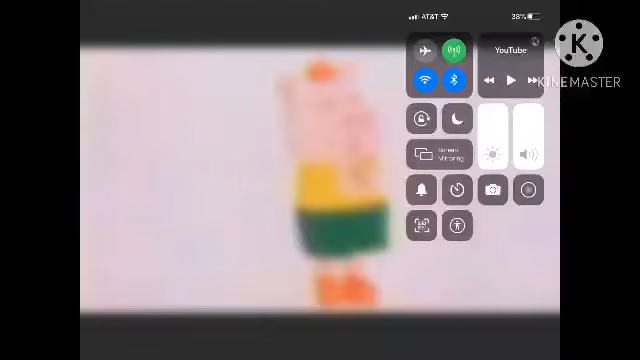 AT&T 38%
YouTube
Screen
Mirroring
K
KINEMASTER